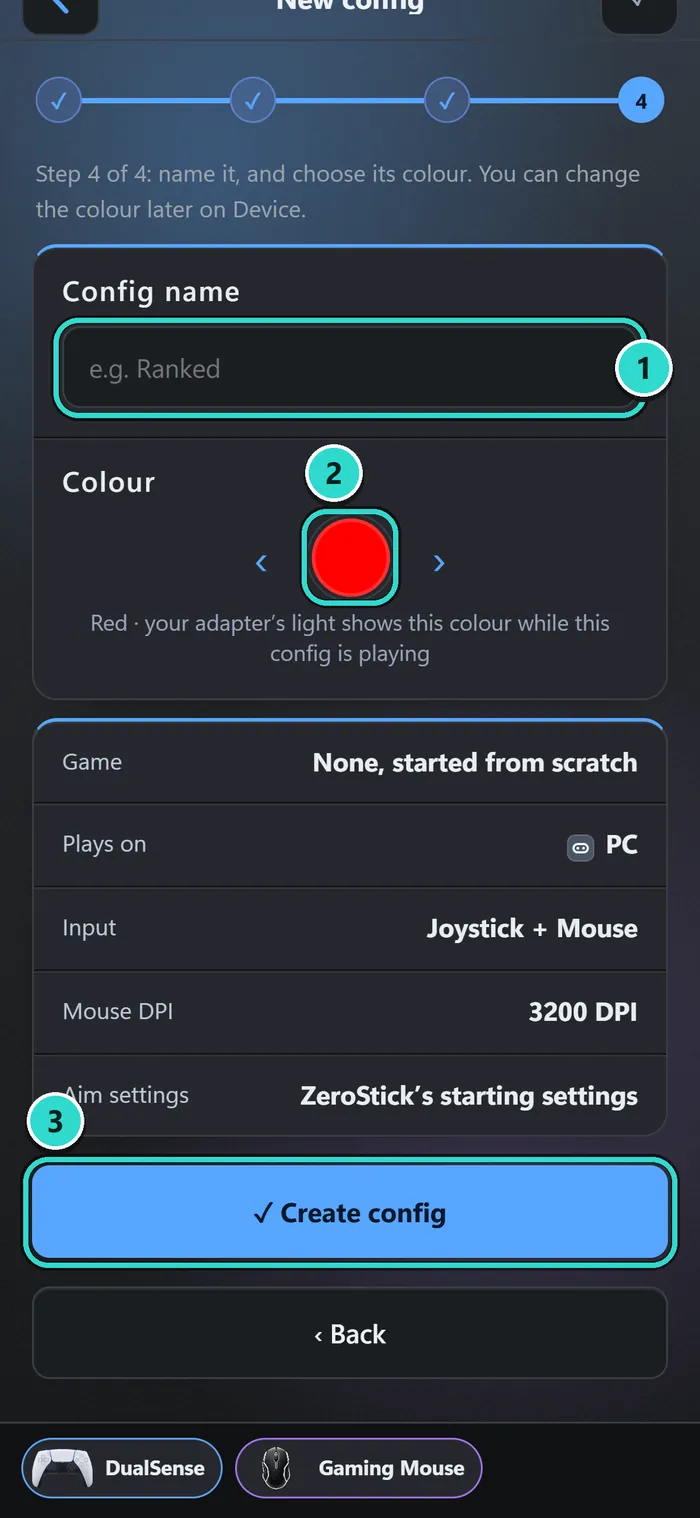 New config
4
Step 4 of 4: name it, and choose its colour. You can change
the colour later on Device.
Config name
e.g. Ranked
1
Colour
2
Red · your adapter’s light shows this colour while this
config is playing
Game None, started from scratch
Plays on PC
Input Joystick + Mouse
Mouse DPI 3200 DPI
Aim settings ZeroStick’s starting settings
3
✓ Create config
‹ Back
DualSense Gaming Mouse